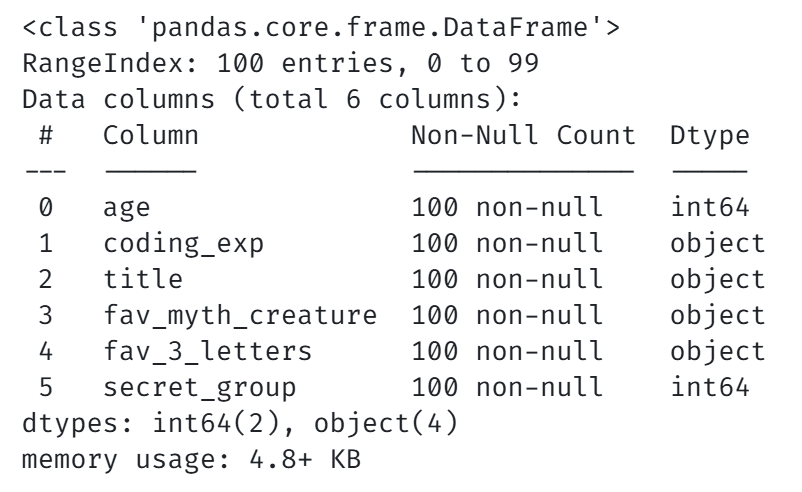 <class 'pandas.core.frame.DataFrame'>
RangeIndex: 100 entries, 0 to 99
Data columns (total 6 columns):
 #   Column              Non-Null Count  Dtype
---  ------              --------------  -----
 0   age                 100 non-null    int64
 1   coding_exp          100 non-null    object
 2   title               100 non-null    object
 3   fav_myth_creature   100 non-null    object
 4   fav_3_letters       100 non-null    object
 5   secret_group        100 non-null    int64
dtypes: int64(2), object(4)
memory usage: 4.8+ KB